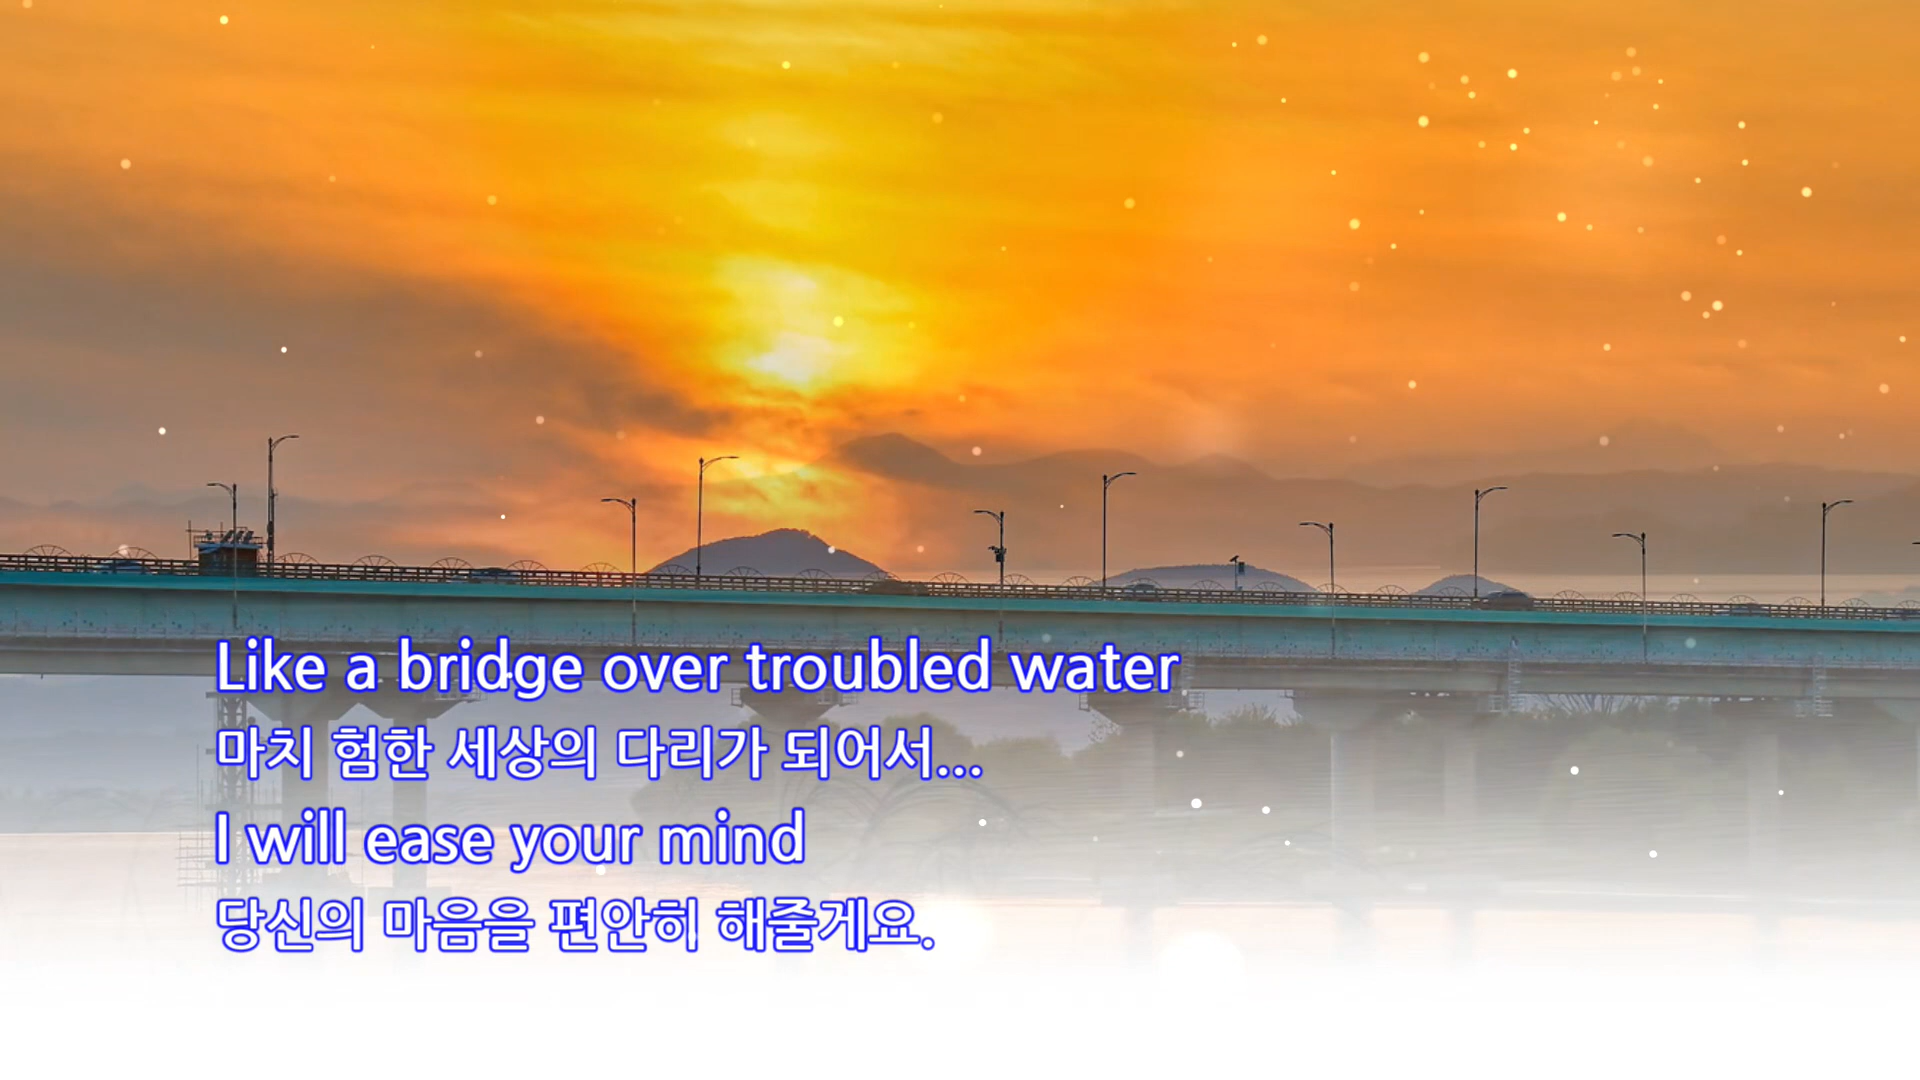 Like a bridge over troubled water
마치 험한 세상의 다리가 되어서...
I will ease your mind
당신의 마음을 편안히 해줄게요.